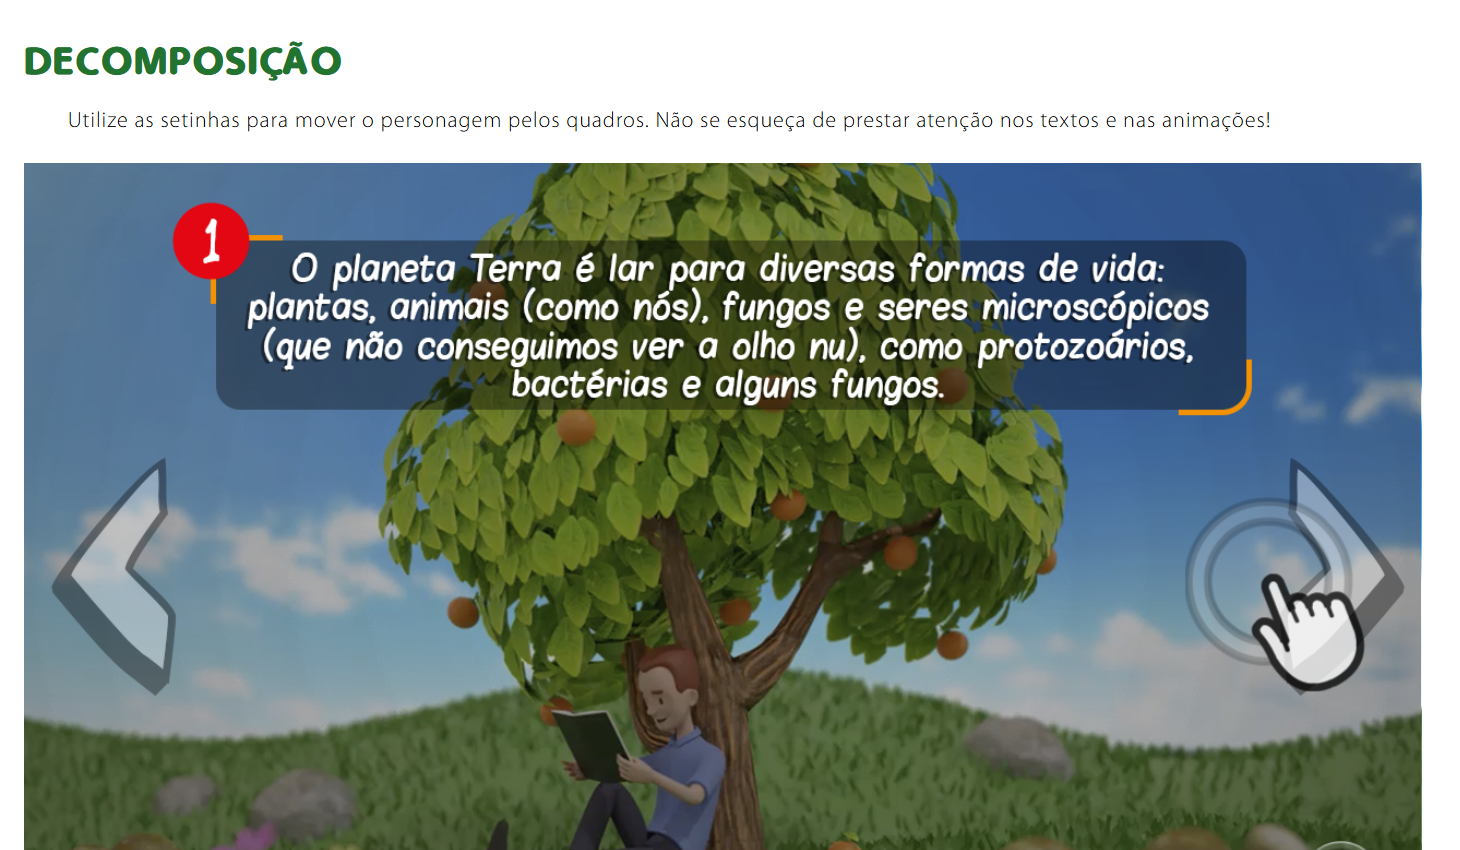 DECOMPOSIÇÃO
Utilize as setinhas para mover o personagem pelos quadros. Não se esqueça de prestar atenção nos textos e nas animações!
1
O planeta Terra é lar para diversas formas de vida:
plantas, animais (como nós), fungos e seres microscópicos
(que não conseguimos ver a olho nu), como protozoários,
bactérias e alguns fungos.